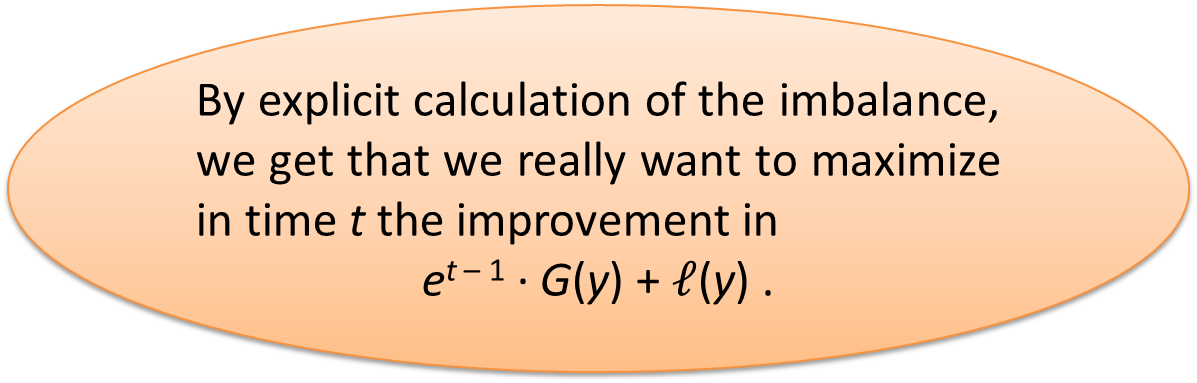 By explicit calculation of the imbalance,
we get that we really want to maximize
in time t the improvement in
e^{t – 1} · G(y) + ℓ(y) .